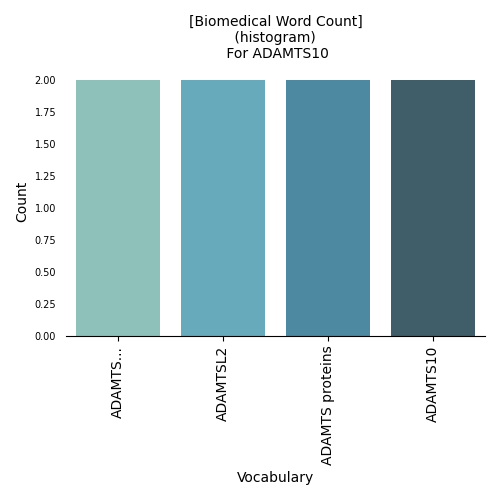 [Biomedical Word Count]
(histogram)
For ADAMTS10
2.00
1.75
1.50
1.25
1.00
0.75
0.50
0.25
0.00
Count
ADAMTS...
ADAMTSL2
ADAMTS proteins
ADAMTS10
Vocabulary